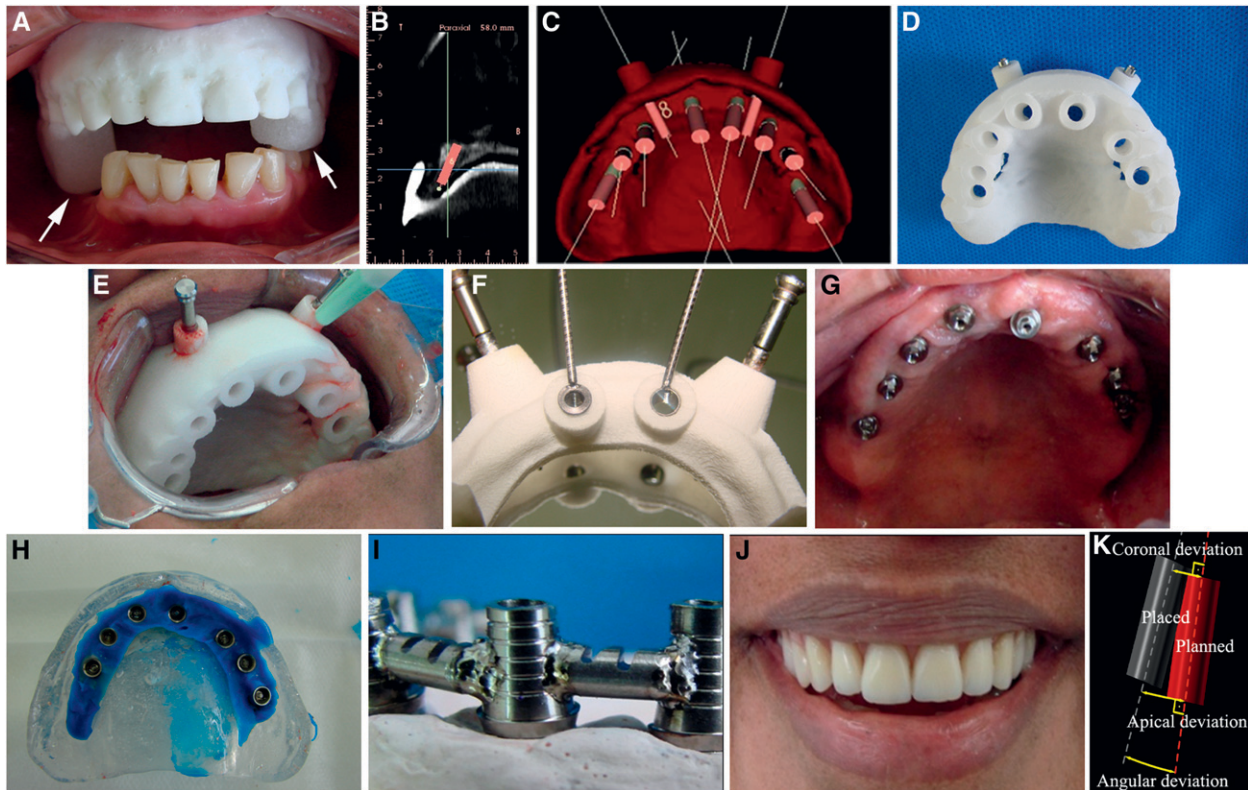 A
B
T
Paraxial 58.0 mm
8
7
6
5
4
3
2
1
B
1 2 3 4 5
C
8
D
E
F
G
H
I
J
K
Coronal deviation
Placed
Planned
Apical deviation
Angular deviation